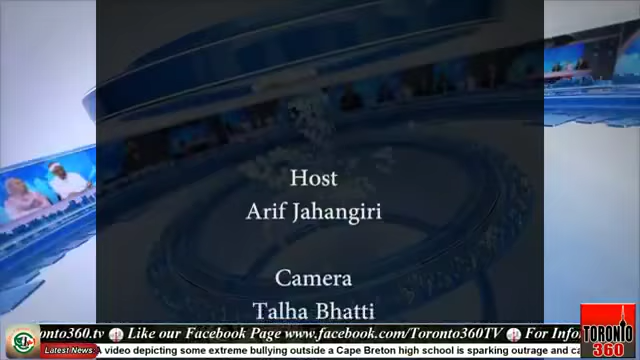 Host
Arif Jahangiri
Camera
Talha Bhatti
TORONTO
360
ronto360.tv Like our Facebook Page www.facebook.com/Toronto360TV For Info
Latest News: A video depicting some extreme bullying outside a Cape Breton high school is sparking outrage and ca